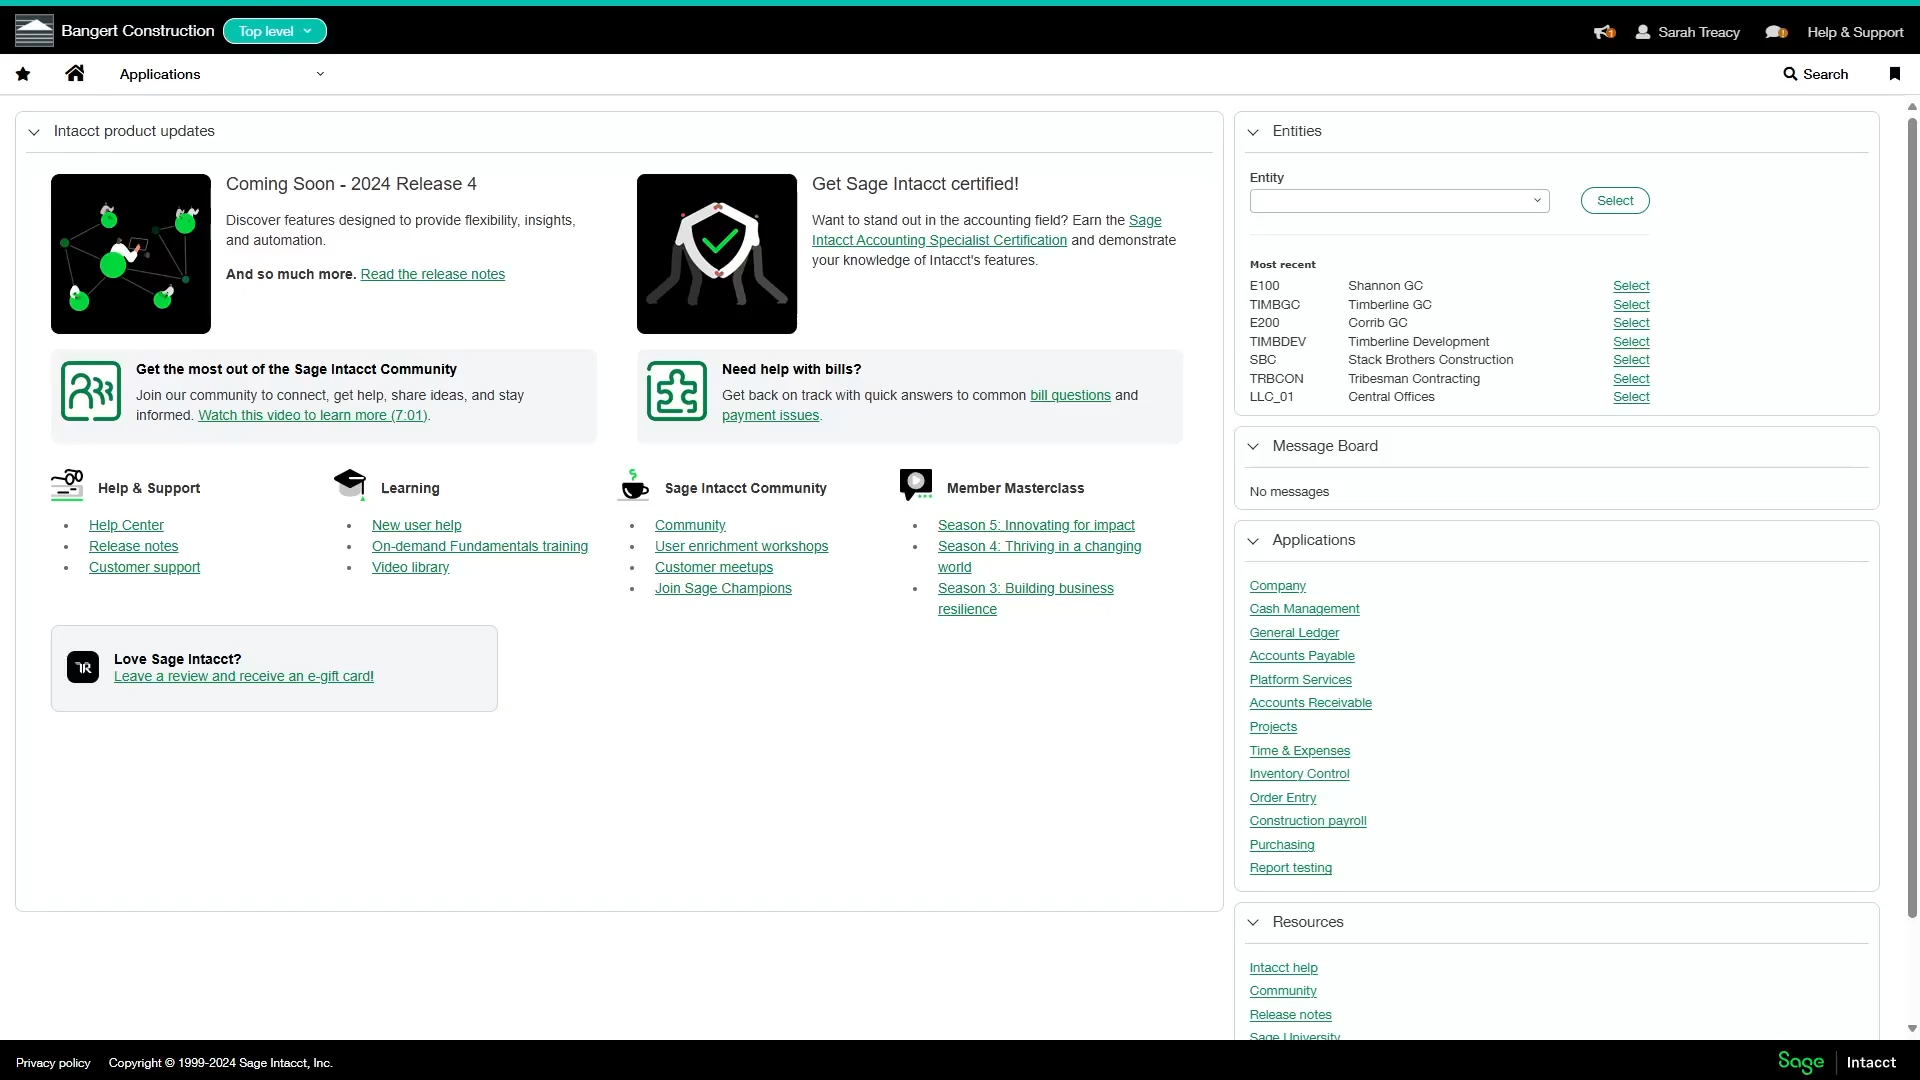 Bangert Construction
Top level
1
Sarah Treacy
Help & Support
Applications
Search
Intacct product updates
Coming Soon - 2024 Release 4
Discover features designed to provide flexibility, insights,
and automation.
And so much more. Read the release notes
Get Sage Intacct certified!
Want to stand out in the accounting field? Earn the Sage
Intacct Accounting Specialist Certification and demonstrate
your knowledge of Intacct's features.
Get the most out of the Sage Intacct Community
Join our community to connect, get help, share ideas, and stay
informed. Watch this video to learn more (7:01).
Need help with bills?
Get back on track with quick answers to common bill questions and
payment issues.
Help & Support
Help Center
Release notes
Customer support
Learning
New user help
On-demand Fundamentals training
Video library
Sage Intacct Community
Community
User enrichment workshops
Customer meetups
Join Sage Champions
Member Masterclass
Season 5: Innovating for impact
Season 4: Thriving in a changing
world
Season 3: Building business
resilience
TR
Love Sage Intacct?
Leave a review and receive an e-gift card!
Entities
Entity
Select
Most recent
E100 Shannon GC Select
TIMBGC Timberline GC Select
E200 Corrib GC Select
TIMBDEV Timberline Development Select
SBC Stack Brothers Construction Select
TRBCON Tribesman Contracting Select
LLC_01 Central Offices Select
Message Board
No messages
Applications
Company
Cash Management
General Ledger
Accounts Payable
Platform Services
Accounts Receivable
Projects
Time & Expenses
Inventory Control
Order Entry
Construction payroll
Purchasing
Report testing
Resources
Intacct help
Community
Release notes
Sage University
Privacy policy
Copyright © 1999-2024 Sage Intacct, Inc.
Sage Intacct